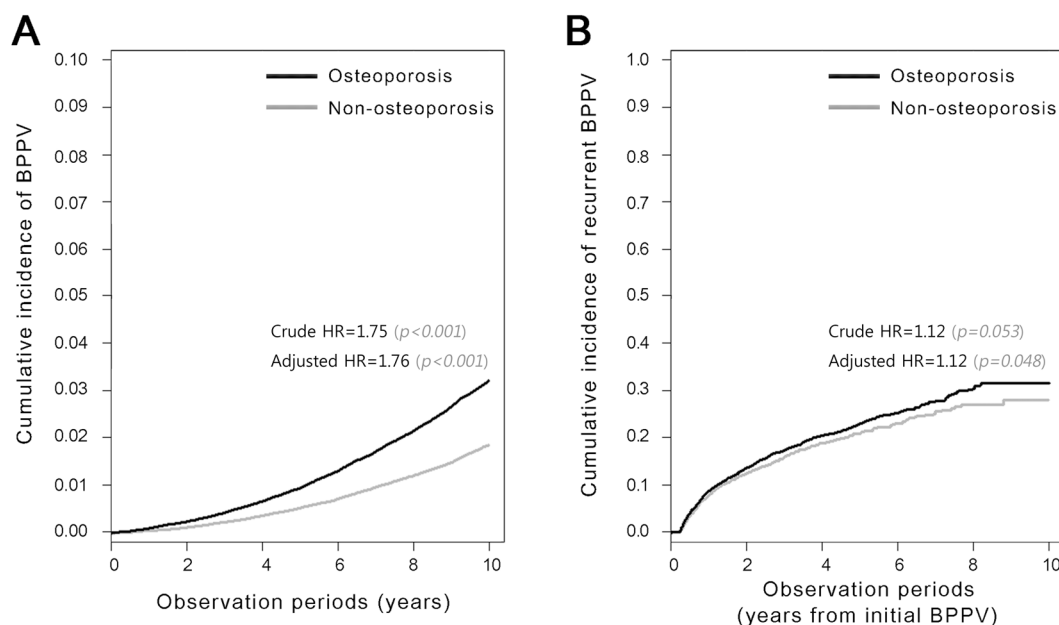 A
Cumulative incidence of BPPV
0.10
0.09
0.08
0.07
0.06
0.05
0.04
0.03
0.02
0.01
0.00
Osteoporosis
Non-osteoporosis
Crude HR=1.75 (p<0.001)
Adjusted HR=1.76 (p<0.001)
0 2 4 6 8 10
Observation periods (years)
B
Cumulative incidence of recurrent BPPV
1.0
0.9
0.8
0.7
0.6
0.5
0.4
0.3
0.2
0.1
0.0
Osteoporosis
Non-osteoporosis
Crude HR=1.12 (p=0.053)
Adjusted HR=1.12 (p=0.048)
0 2 4 6 8 10
Observation periods
(years from initial BPPV)